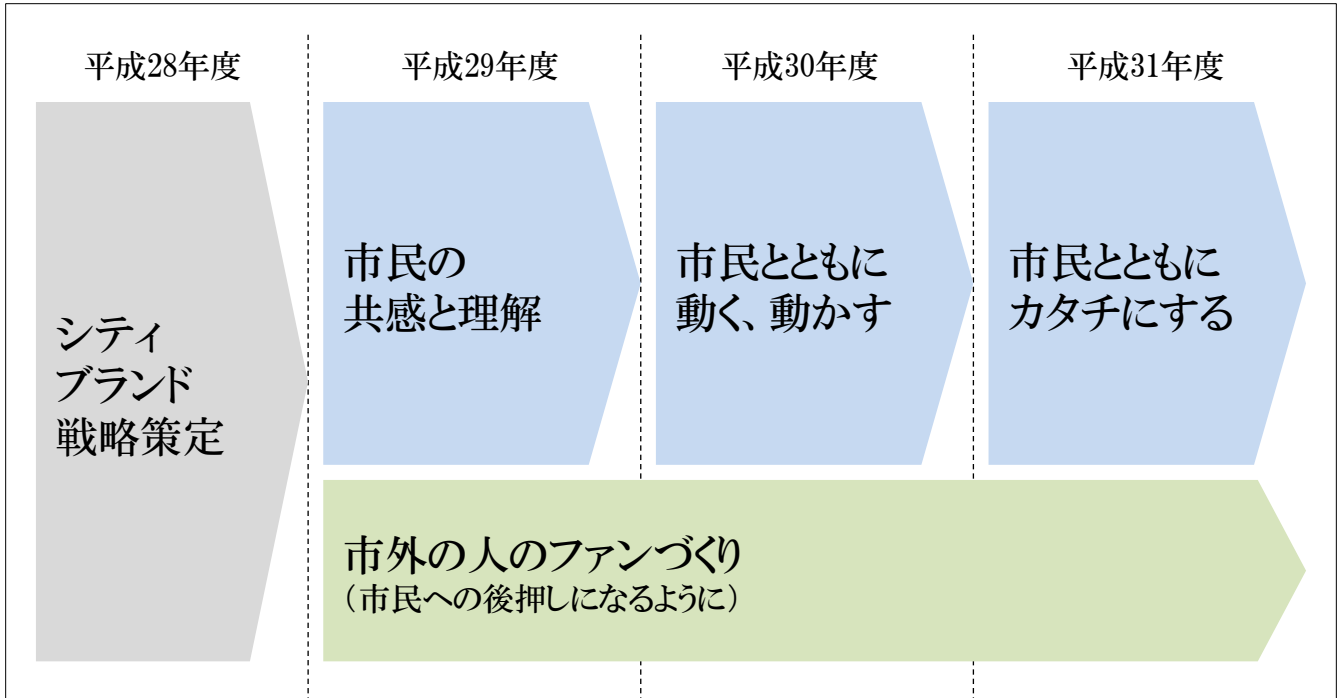 平成28年度
平成29年度
平成30年度
平成31年度
シティ
ブランド
戦略策定
市民の
共感と理解
市民とともに
動く、動かす
市民とともに
カタチにする
市外の人のファンづくり
（市民への後押しになるように）